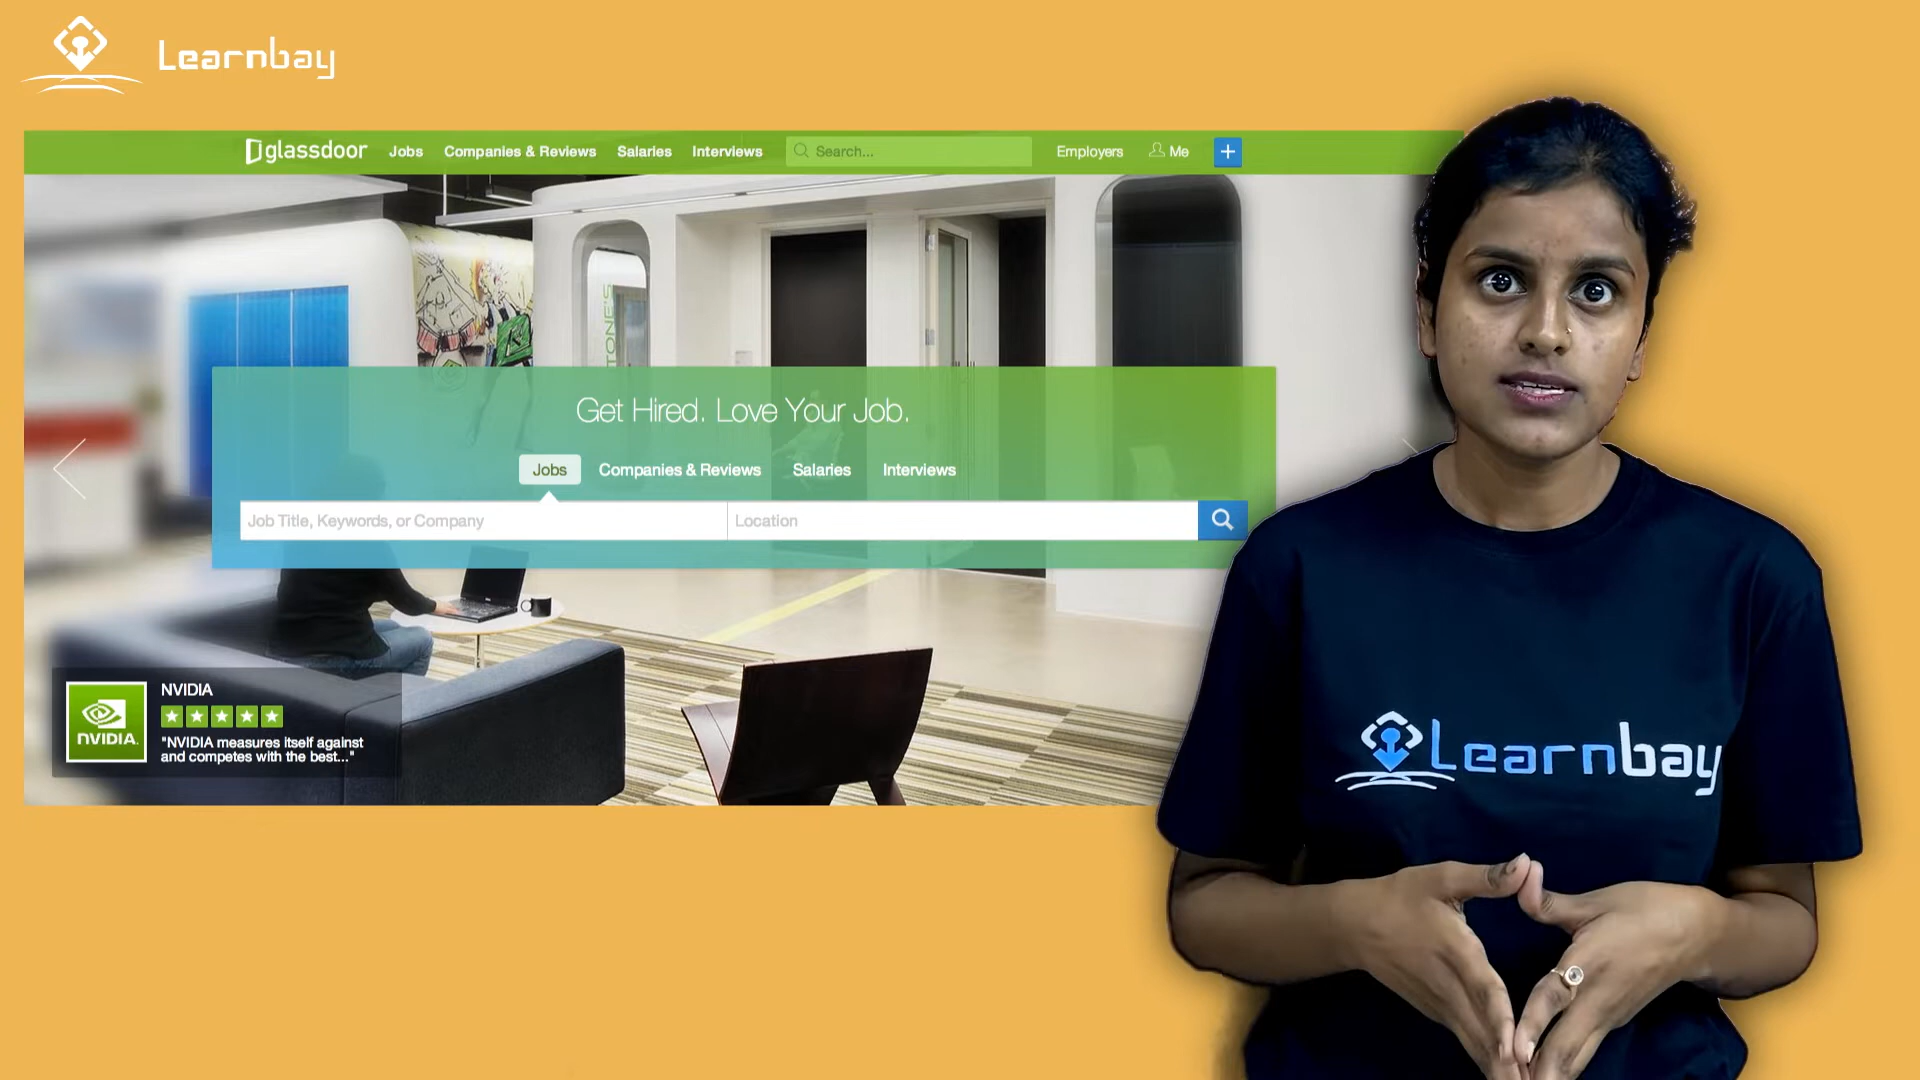 Learnbay
glassdoor Jobs Companies & Reviews Salaries Interviews Search... Employers Me +
TONE'S
Get Hired. Love Your Job.
Jobs Companies & Reviews Salaries Interviews
Job Title, Keywords, or Company Location
NVIDIA
NVIDIA.
"NVIDIA measures itself against
and competes with the best..."
Learnbay